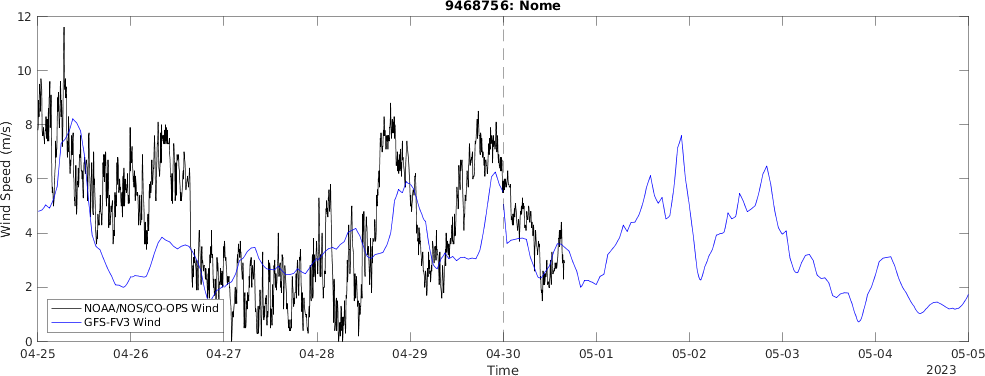 9468756: Nome
Wind Speed (m/s)
12
10
8
6
4
2
0
NOAA/NOS/CO-OPS Wind
GFS-FV3 Wind
04-25 04-26 04-27 04-28 04-29 04-30 05-01 05-02 05-03 05-04 05-05
Time
2023